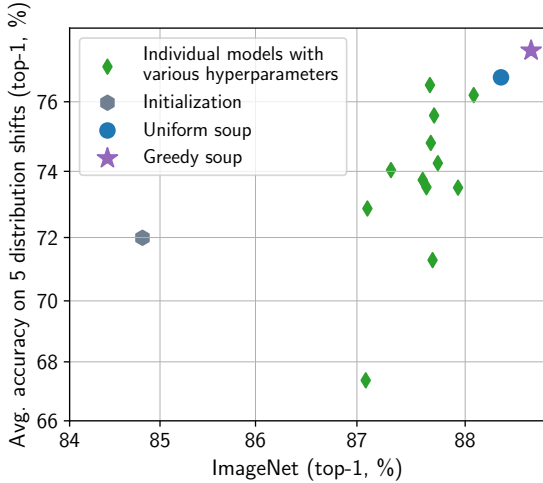 Avg. accuracy on 5 distribution shifts (top-1, %)
Individual models with
various hyperparameters
Initialization
Uniform soup
Greedy soup
76
74
72
70
68
66
84
85
86
87
88
ImageNet (top-1, %)